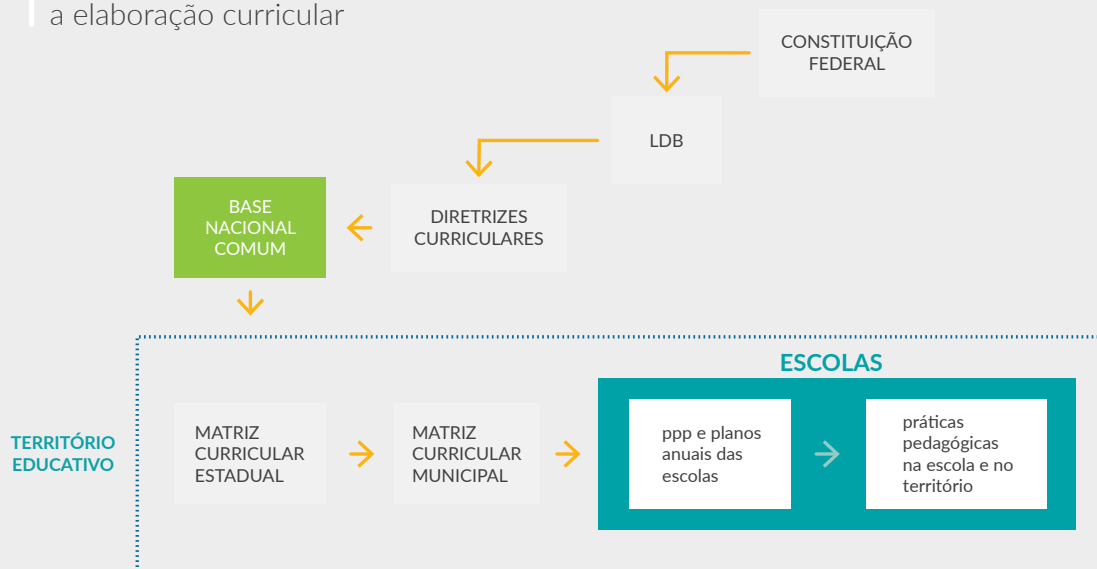 a elaboração curricular
CONSTITUIÇÃO
FEDERAL
LDB
DIRETRIZES
CURRICULARES
BASE
NACIONAL
COMUM
ESCOLAS
TERRITÓRIO
EDUCATIVO
MATRIZ
CURRICULAR
ESTADUAL
MATRIZ
CURRICULAR
MUNICIPAL
ppp e planos
anuais das
escolas
práticas
pedagógicas
na escola e no
território